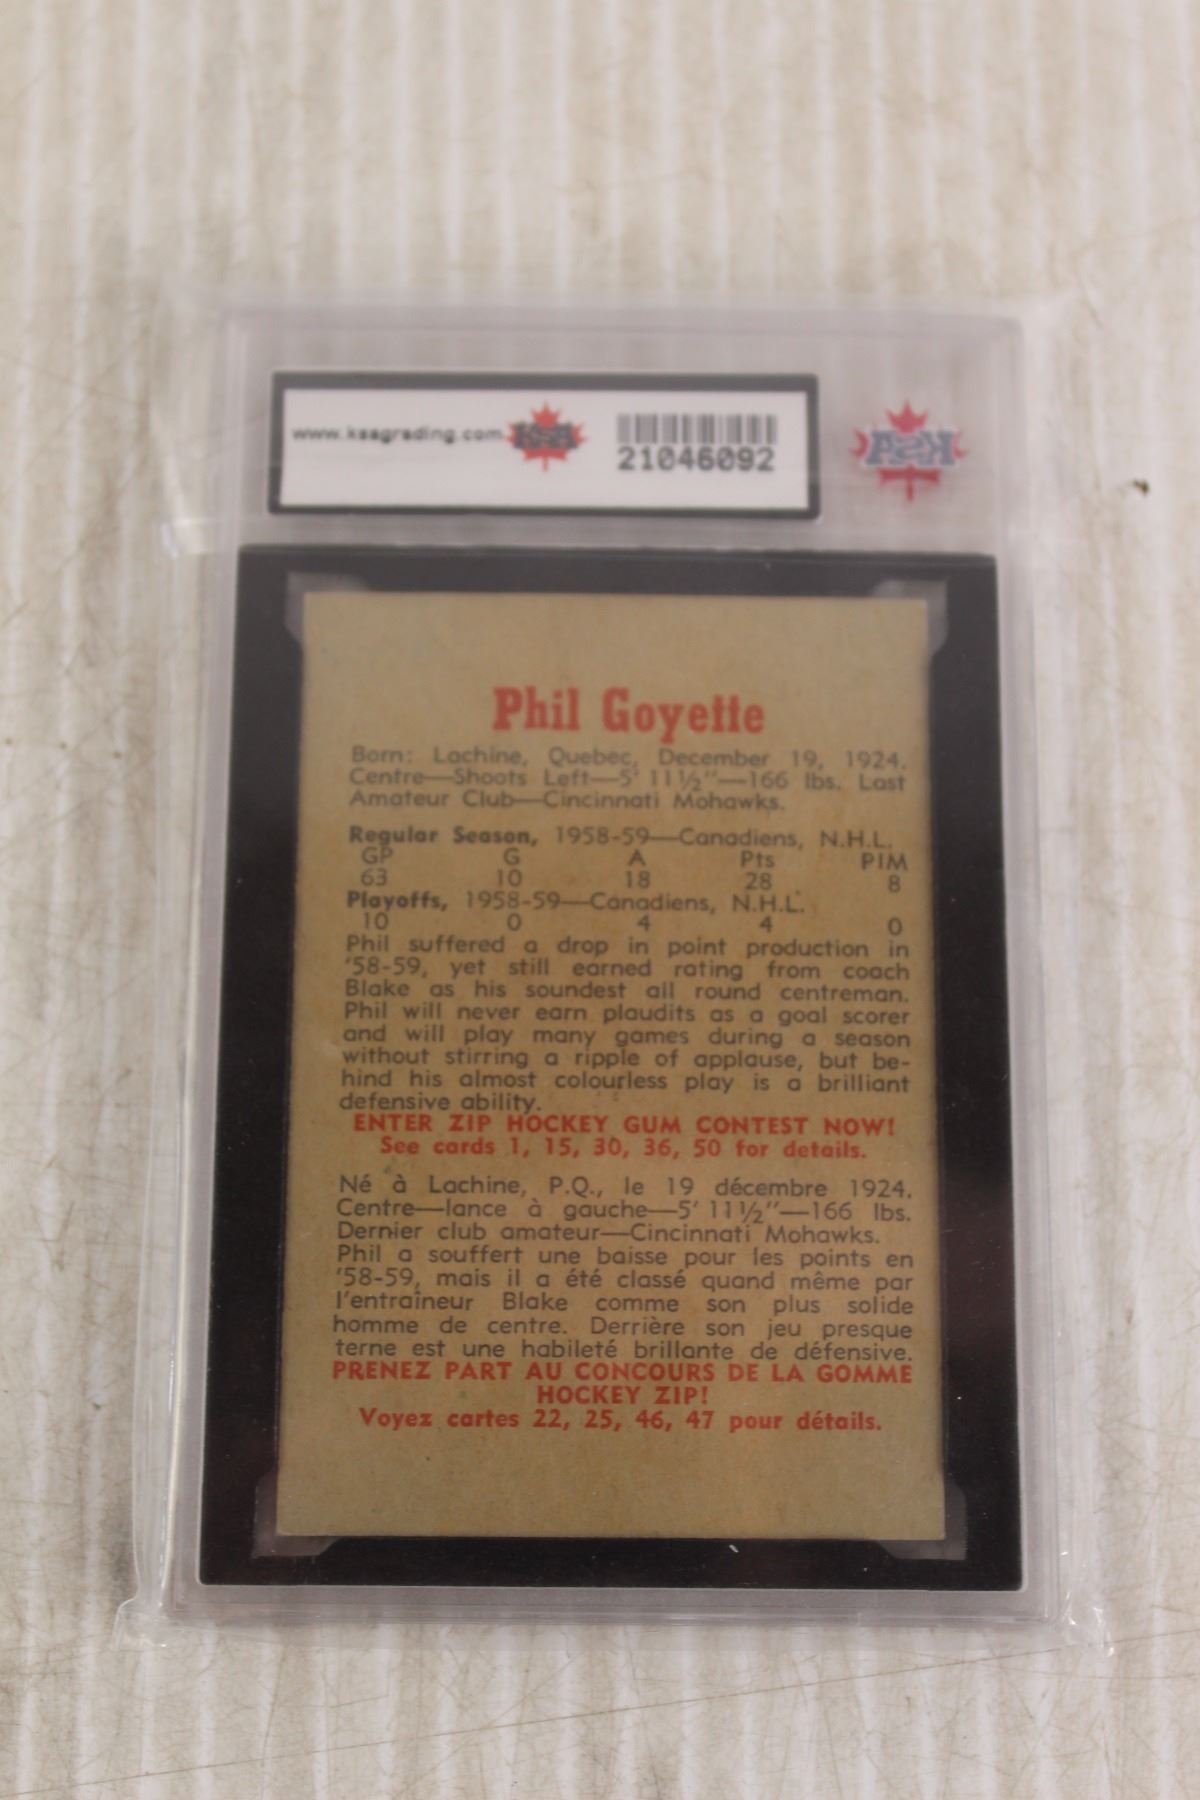 www.ksagrading.com
KSA
21046092
KSA
Phil Goyette
Born: Lachine, Quebec, December 19, 1924.
Centre—Shoots Left—5' 11½"—166 lbs. Last
Amateur Club—Cincinnati Mohawks.
Regular Season, 1958-59—Canadiens, N.H.L.
GP G A Pts PIM
63 10 18 28 8
Playoffs, 1958-59—Canadiens, N.H.L.
10 0 4 4 0
Phil suffered a drop in point production in
'58-59, yet still earned rating from coach
Blake as his soundest all round centreman.
Phil will never earn plaudits as a goal scorer
and will play many games during a season
without stirring a ripple of applause, but be-
hind his almost colourless play is a brilliant
defensive ability.
ENTER ZIP HOCKEY GUM CONTEST NOW!
See cards 1, 15, 30, 36, 50 for details.
Né à Lachine, P.Q., le 19 décembre 1924.
Centre—lance à gauche—5' 11½"—166 lbs.
Dernier club amateur—Cincinnati Mohawks.
Phil a souffert une baisse pour les points en
'58-59, mais il a été classé quand même par
l'entraîneur Blake comme son plus solide
homme de centre. Derrière son jeu presque
terne est une habileté brillante de défensive.
PRENEZ PART AU CONCOURS DE LA GOMME
HOCKEY ZIP!
Voyez cartes 22, 25, 46, 47 pour détails.